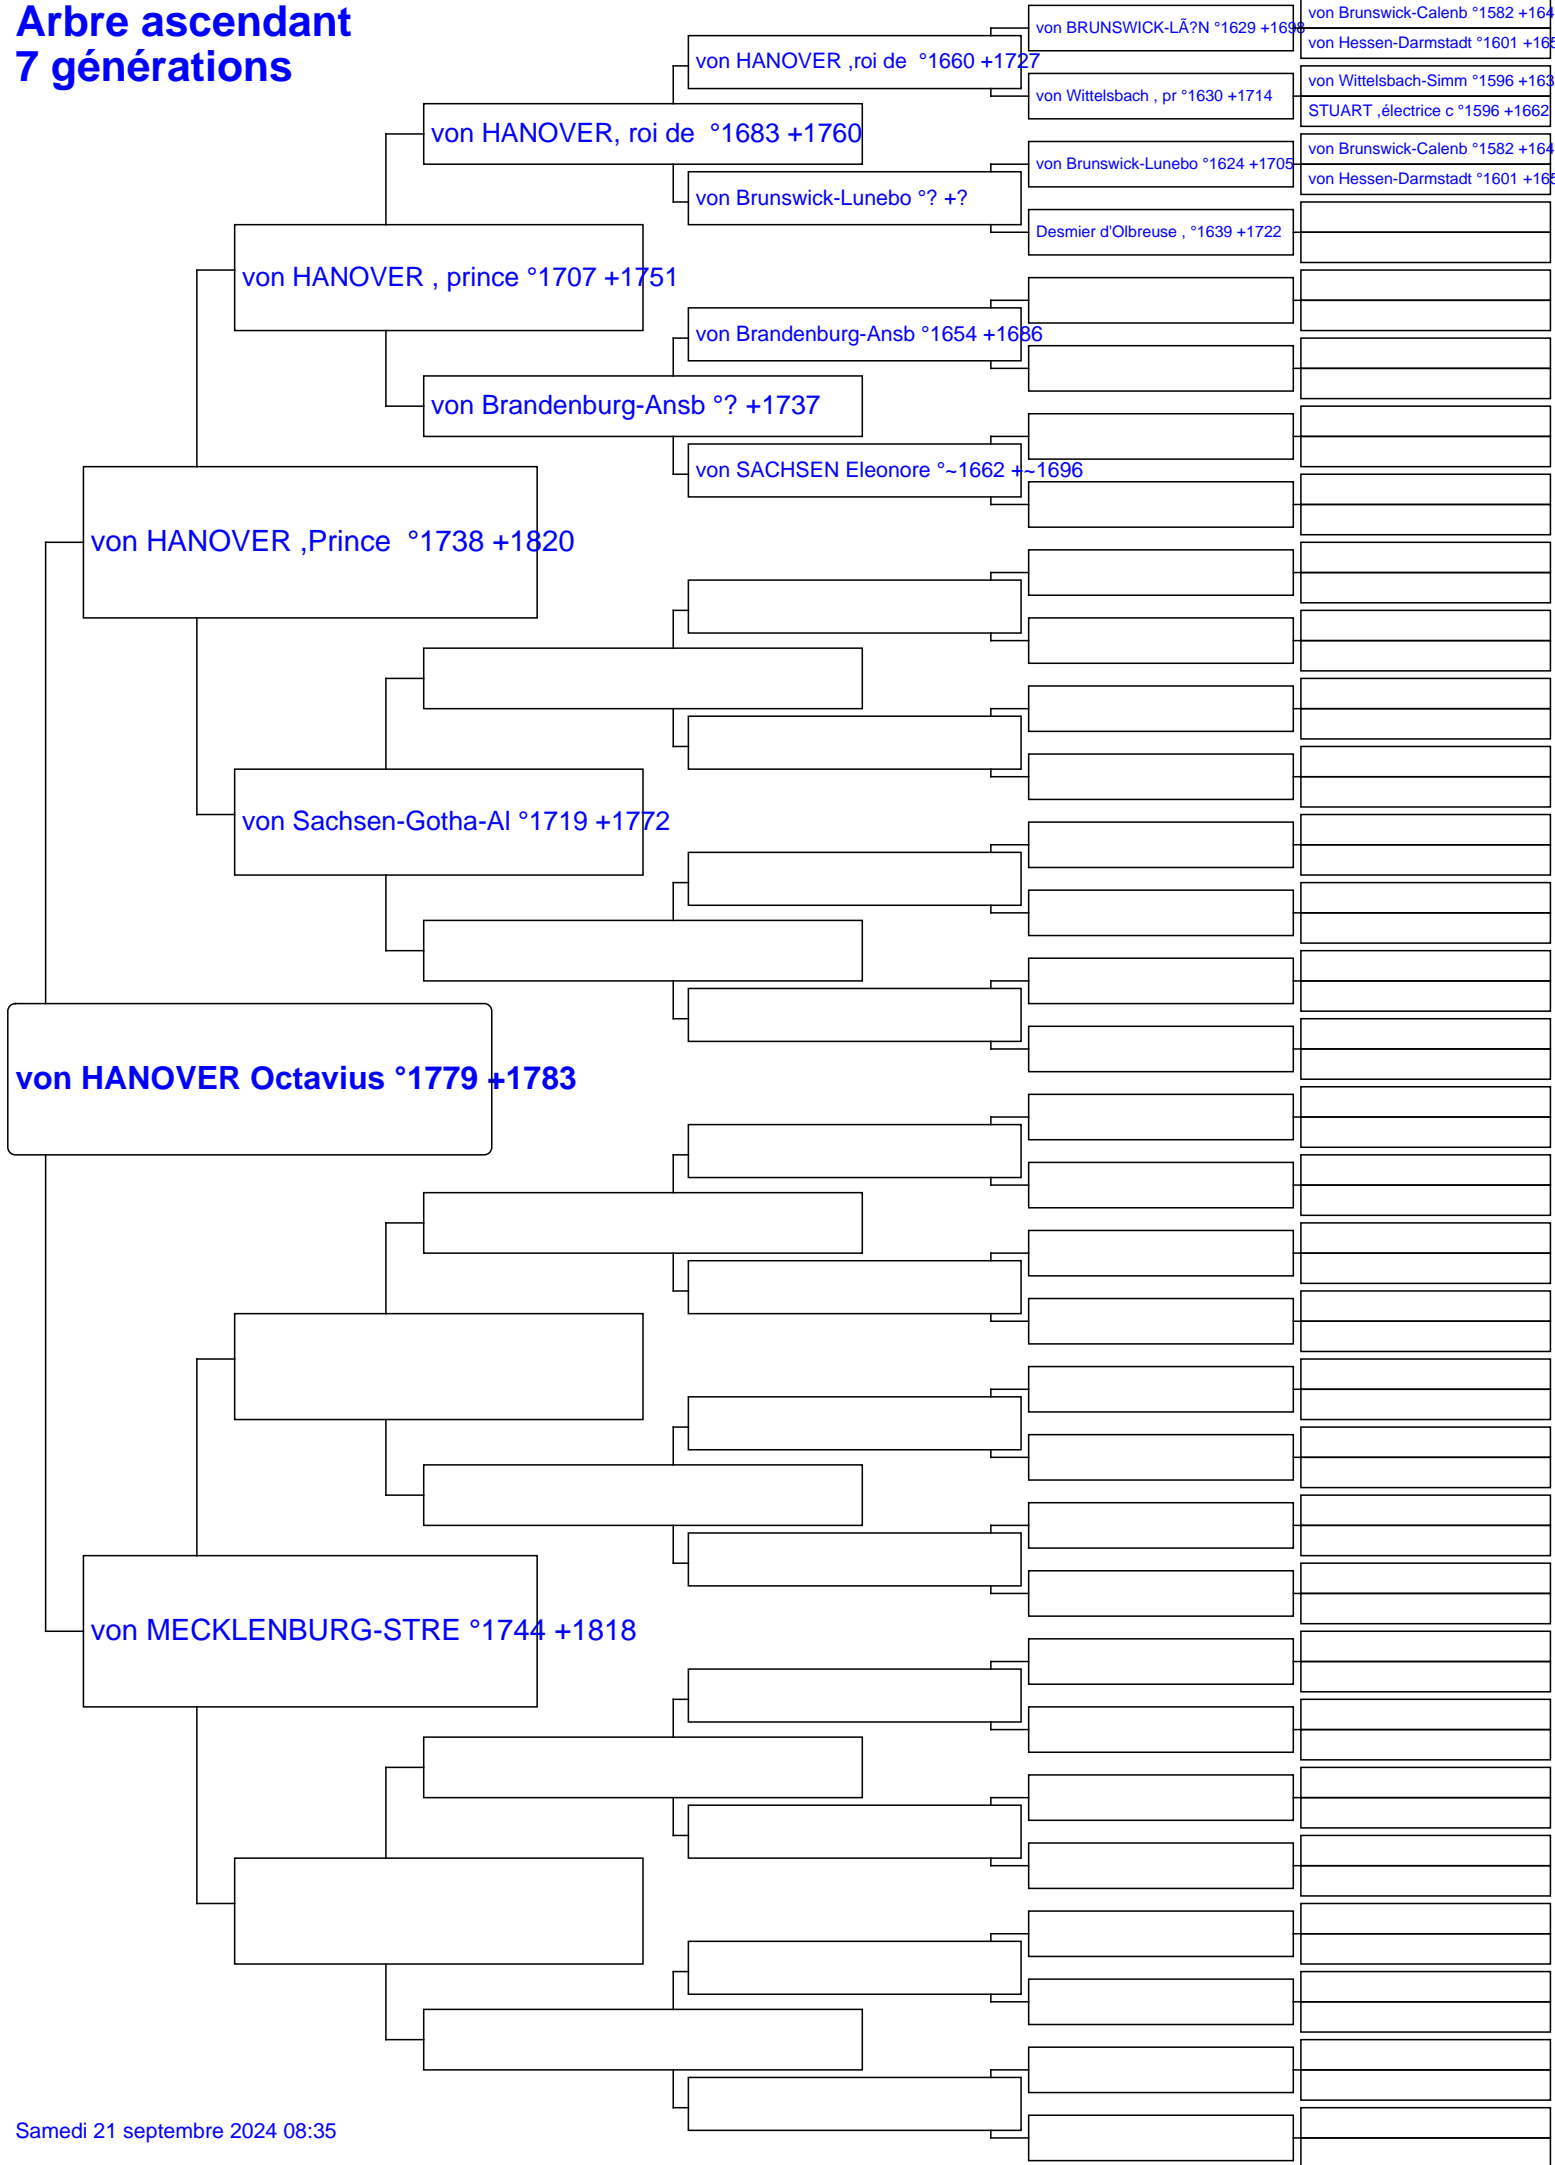 Arbre ascendant
7 générations
von Brunswick-Calenb °1582 +164
von BRUNSWICK-LÃ?N °1629 +1698
von Hessen-Darmstadt °1601 +165
von HANOVER ,roi de  °1660 +1727
von Wittelsbach-Simm °1596 +163
von Wittelsbach , pr °1630 +1714
STUART ,électrice c °1596 +1662
von HANOVER, roi de  °1683 +1760
von Brunswick-Calenb °1582 +164
von Brunswick-Lunebo °1624 +1705
von Hessen-Darmstadt °1601 +165
von Brunswick-Lunebo °? +?
Desmier d'Olbreuse , °1639 +1722
von HANOVER , prince °1707 +1751
von Brandenburg-Ansb °1654 +1686
von Brandenburg-Ansb °? +1737
von SACHSEN Eleonore °~1662 +~1696
von HANOVER ,Prince  °1738 +1820
von Sachsen-Gotha-Al °1719 +1772
von HANOVER Octavius °1779 +1783
von MECKLENBURG-STRE °1744 +1818
Samedi 21 septembre 2024 08:35